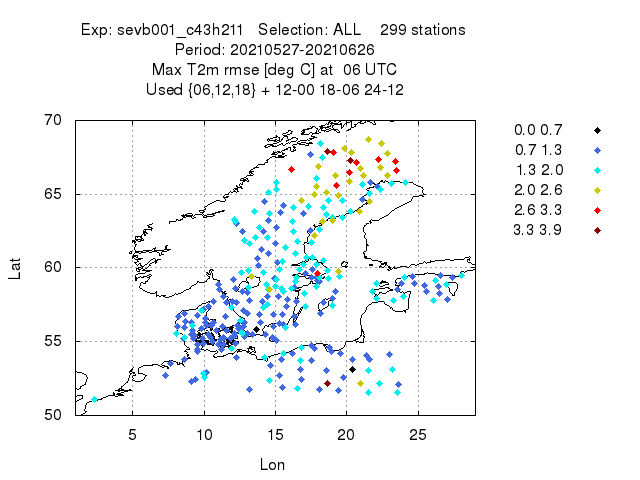 Exp: sevb001_c43h211 Selection: ALL 299 stations
Period: 20210527-20210626
Max T2m rmse [deg C] at 06 UTC
Used {06,12,18} + 12-00 18-06 24-12
70
65
60
55
50
5 10 15 20 25
Lat
Lon
0.0 0.7
0.7 1.3
1.3 2.0
2.0 2.6
2.6 3.3
3.3 3.9